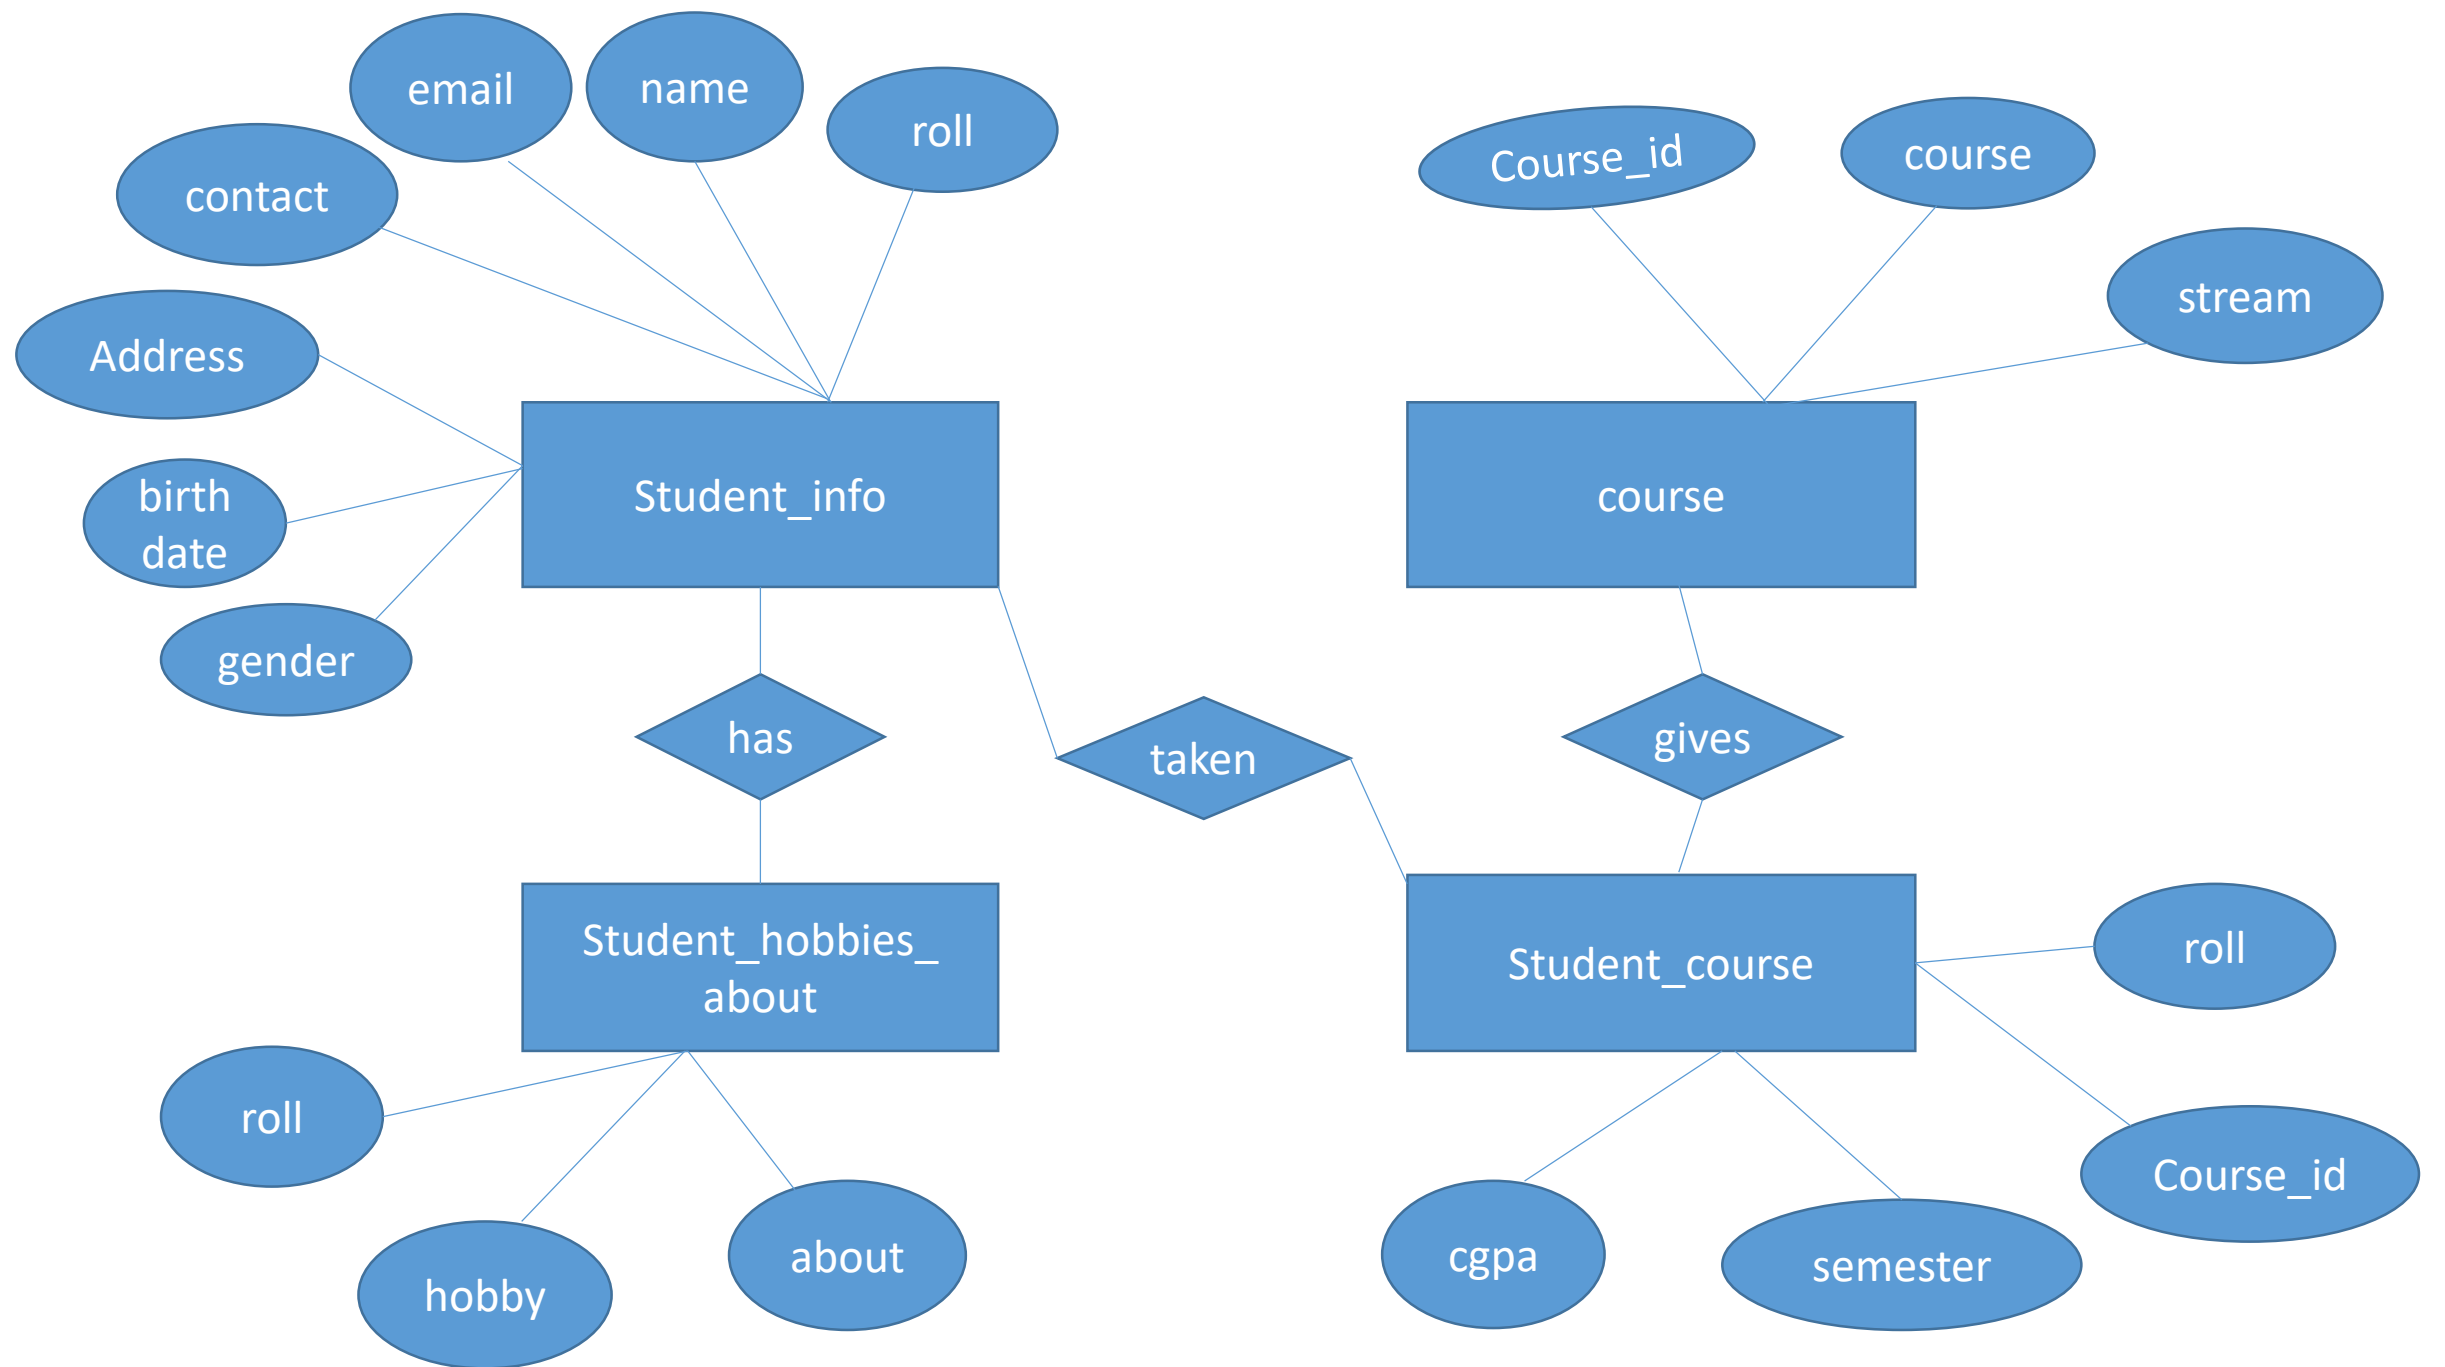 email
name
roll
contact
Course_id
course
stream
Address
birth
date
gender
Student_info
course
has
taken
gives
Student_hobbies_
about
Student_course
roll
roll
hobby
about
cgpa
semester
Course_id